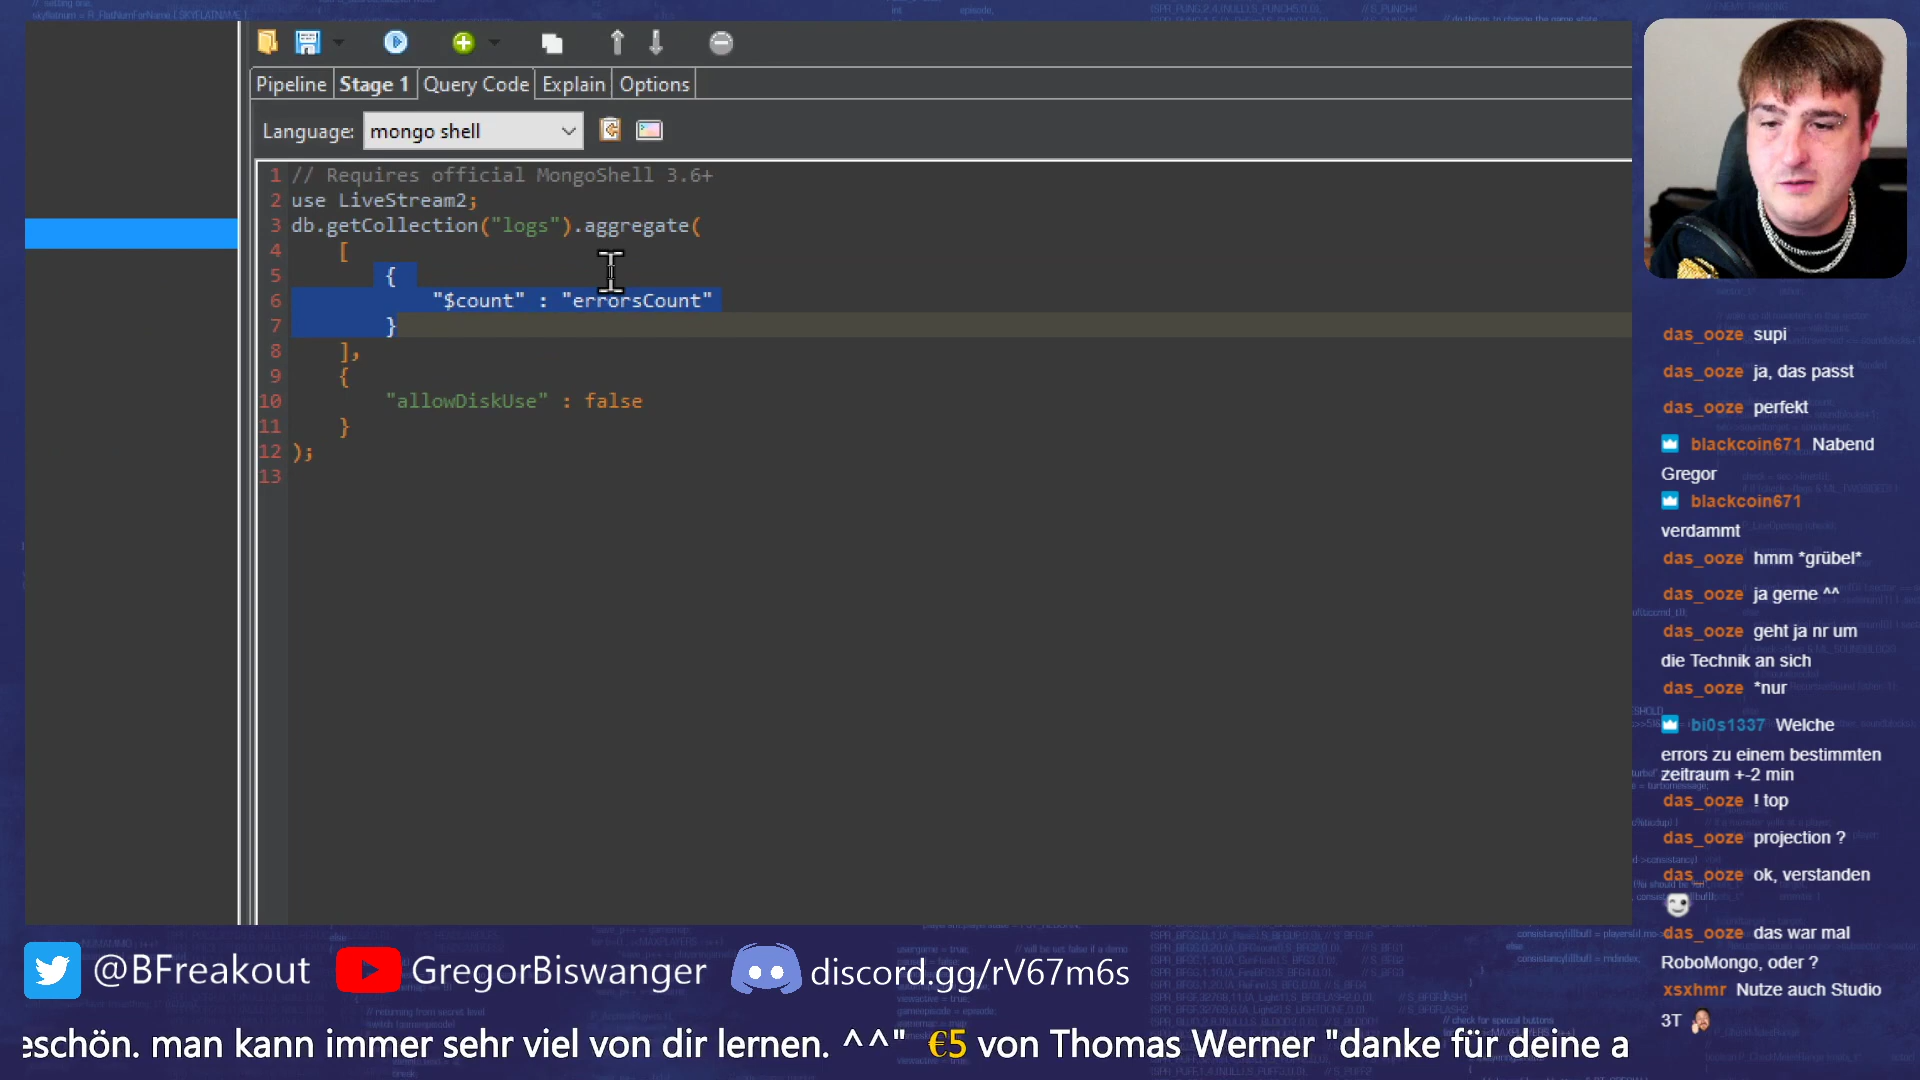 Pipeline Stage 1 Query Code Explain Options
Language: mongo shell
1 // Requires official MongoShell 3.6+
2 use LiveStream2;
3 db.getCollection("logs").aggregate(
4 [
5 {
6 "$count" : "errorsCount"
7 }
8 ],
9 {
10 "allowDiskUse" : false
11 }
12 );
13
das_ooze supi
das_ooze ja, das passt
das_ooze perfekt
blackcoin671 Nabend
Gregor
blackcoin671
verdammt
das_ooze hmm *grübel*
das_ooze ja gerne ^^
das_ooze geht ja nr um
die Technik an sich
das_ooze *nur
bi0s1337 Welche
errors zu einem bestimmten
zeitraum +-2 min
das_ooze ! top
das_ooze projection ?
das_ooze ok, verstanden
das_ooze das war mal
RoboMongo, oder ?
xsxhmr Nutze auch Studio
3T
@BFreakout GregorBiswanger discord.gg/rV67m6s
eschön. man kann immer sehr viel von dir lernen. ^^" €5 von Thomas Werner "danke für deine a